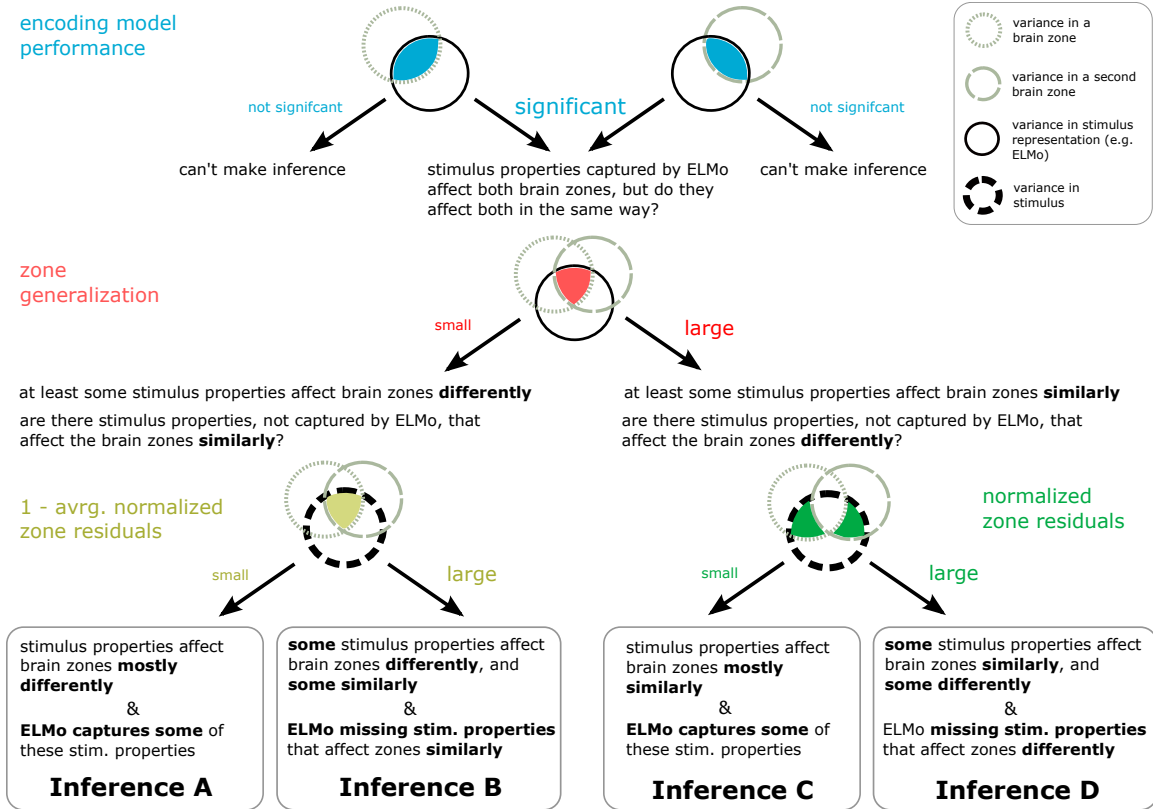 encoding model
performance
not signifcant
significant
not signifcant
can't make inference
stimulus properties captured by ELMo
affect both brain zones, but do they
affect both in the same way?
can't make inference
variance in a
brain zone
variance in a second
brain zone
variance in stimulus
representation (e.g.
ELMo)
variance in
stimulus
zone
generalization
small
large
at least some stimulus properties affect brain zones differently
are there stimulus properties, not captured by ELMo, that
affect the brain zones similarly?
at least some stimulus properties affect brain zones similarly
are there stimulus properties, not captured by ELMo, that
affect the brain zones differently?
1 - avrg. normalized
zone residuals
small
large
normalized
zone residuals
small
large
stimulus properties affect
brain zones mostly
differently
&
ELMo captures some of
these stim. properties
Inference A
some stimulus properties affect
brain zones differently, and
some similarly
&
ELMo missing stim. properties
that affect zones similarly
Inference B
stimulus properties affect
brain zones mostly
similarly
&
ELMo captures some of
these stim. properties
Inference C
some stimulus properties affect
brain zones similarly, and
some differently
&
ELMo missing stim. properties
that affect zones differently
Inference D